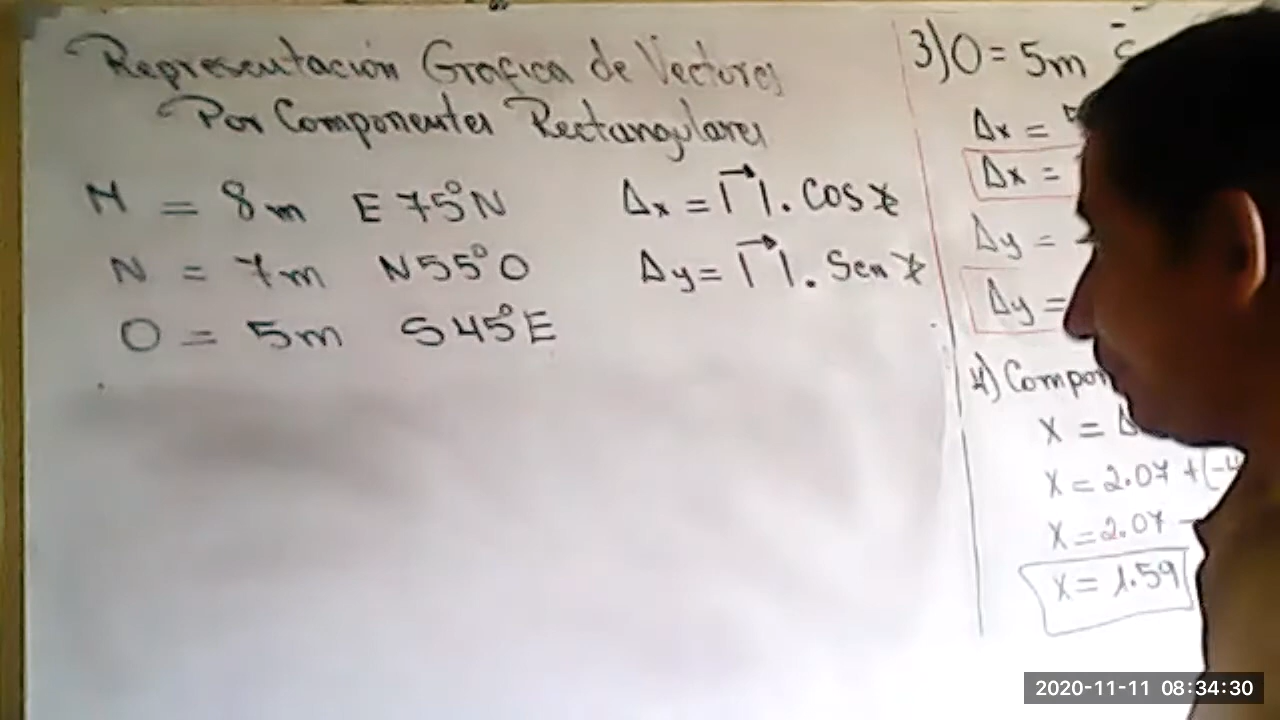 Representación Grafica de Vectores
Por Componentes Rectangulares
M = 8m E 75° N
N = 7m N 55° O
O = 5m S 45° E
Δx = | |. Cos
Δy = | |. Sen
3) O = 5m
Δx =
Δx =
Δy =
Δy =
4) Compon
X =
X = 2.07 + (-4
X = 2.07 -
X = 1.59
2020-11-11 08:34:30